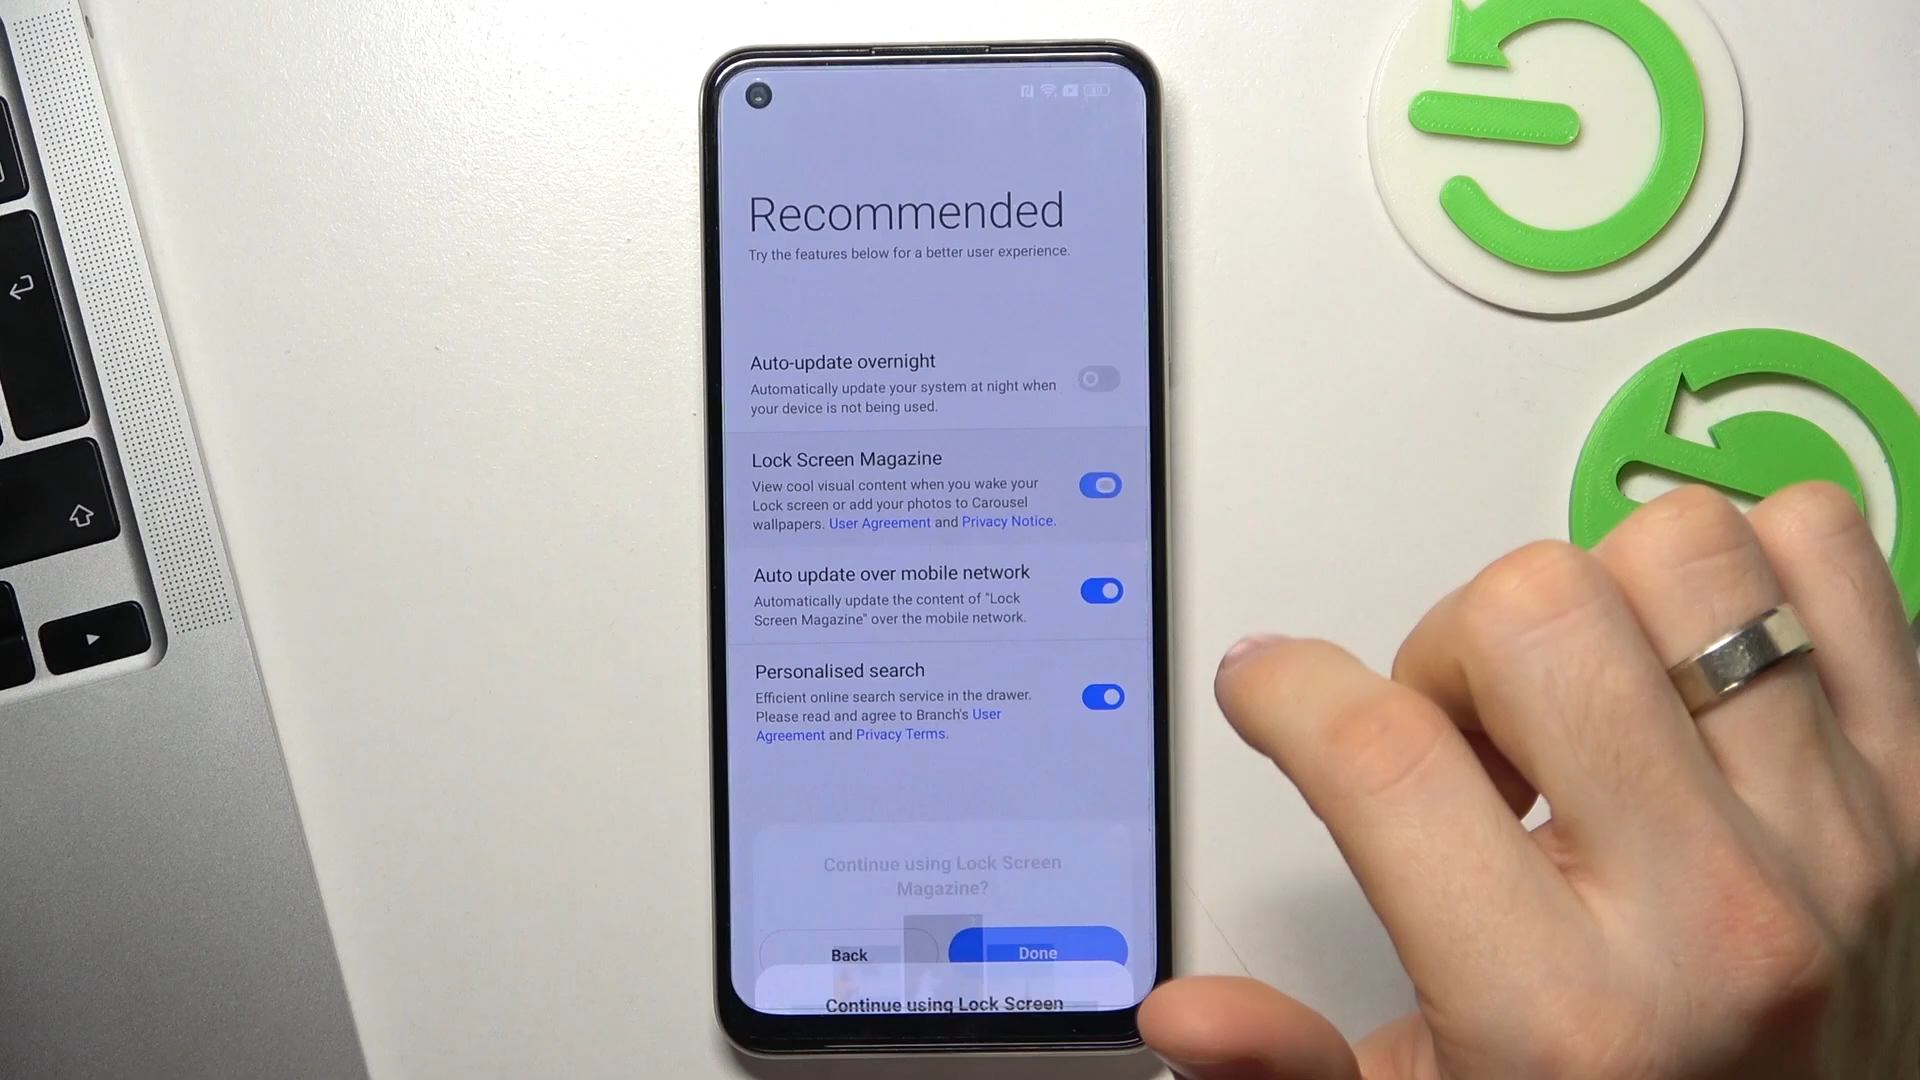 Recommended
Try the features below for a better user experience.
Auto-update overnight
Automatically update your system at night when
your device is not being used.
Lock Screen Magazine
View cool visual content when you wake your
Lock screen or add your photos to Carousel
wallpapers. User Agreement and Privacy Notice.
Auto update over mobile network
Automatically update the content of "Lock
Screen Magazine" over the mobile network.
Personalised search
Efficient online search service in the drawer.
Please read and agree to Branch's User
Agreement and Privacy Terms.
Continue using Lock Screen
Magazine?
Back Done
Continue using Lock Screen